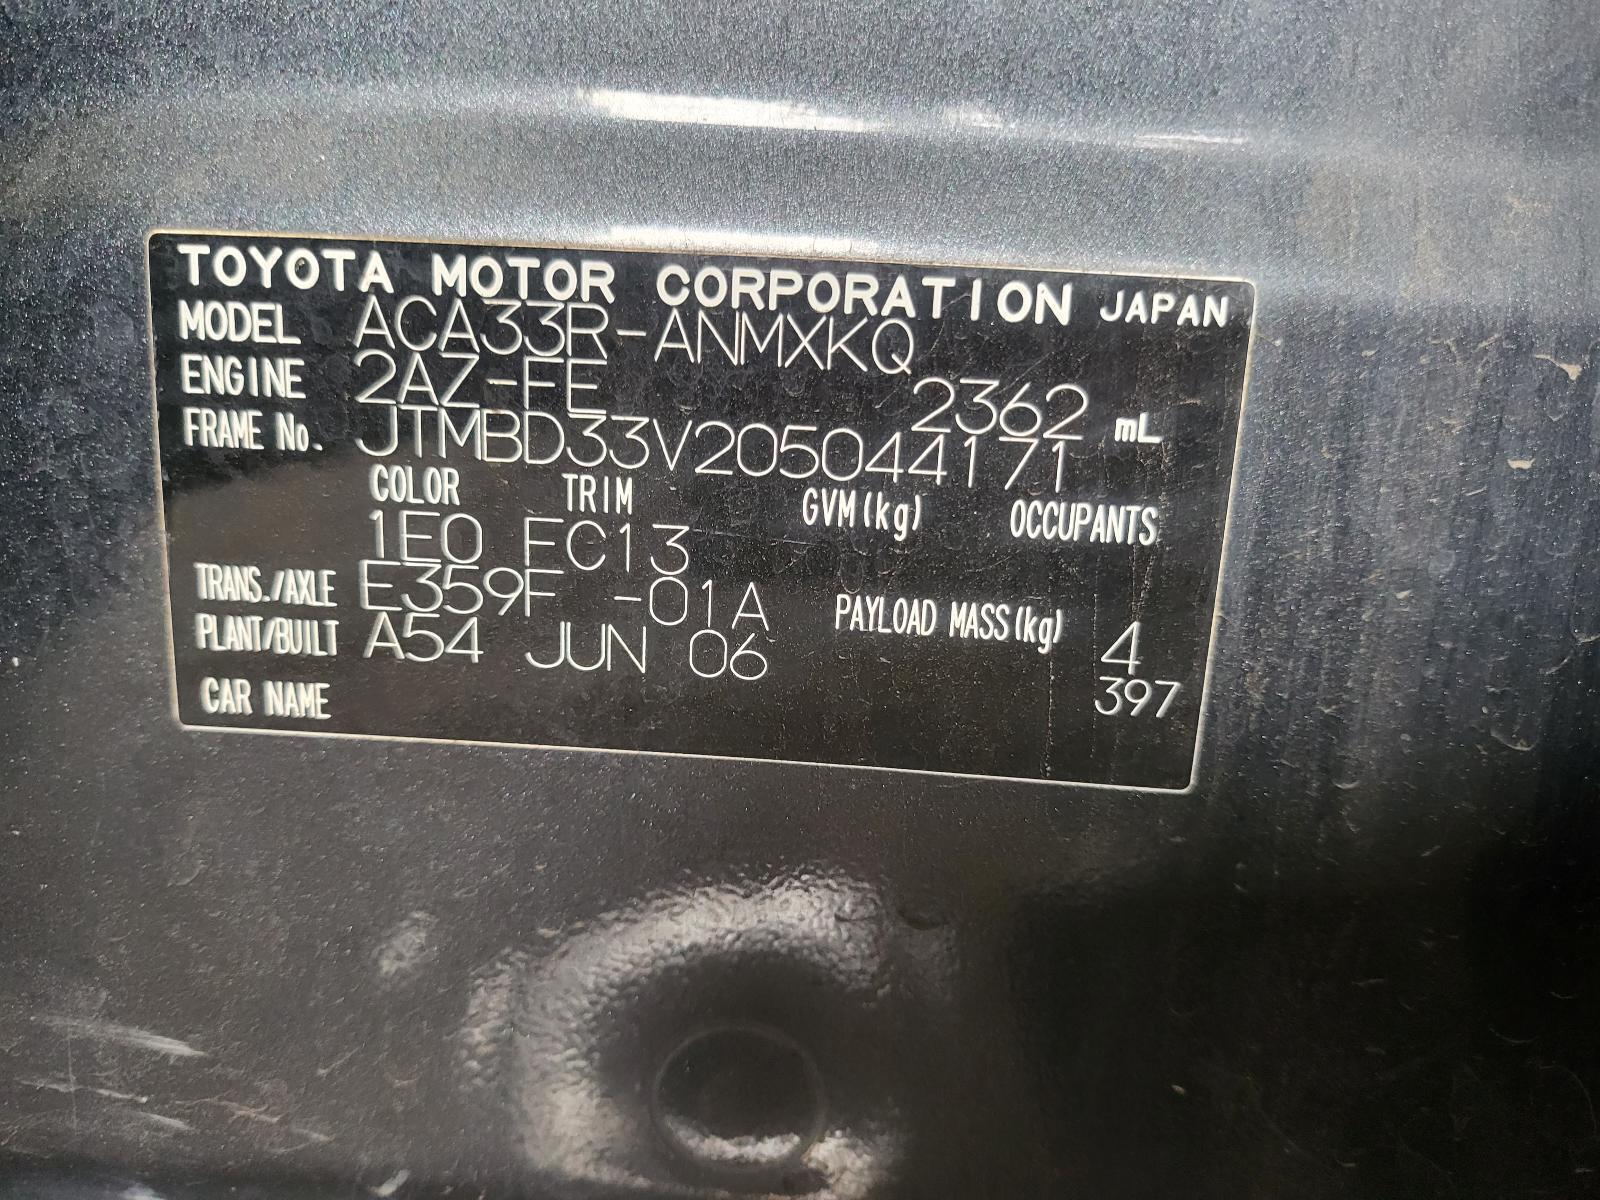 TOYOTA MOTOR CORPORATION JAPAN
MODEL ACA33R-ANMXKQ
ENGINE 2AZ-FE 2362 mL
FRAME No. JTMBD33V205044171
COLOR TRIM GVM(kg) OCCUPANTS
1E0 FC13
TRANS./AXLE E359F -01A
PLANT/BUILT A54 JUN 06 PAYLOAD MASS(kg) 4
CAR NAME 397